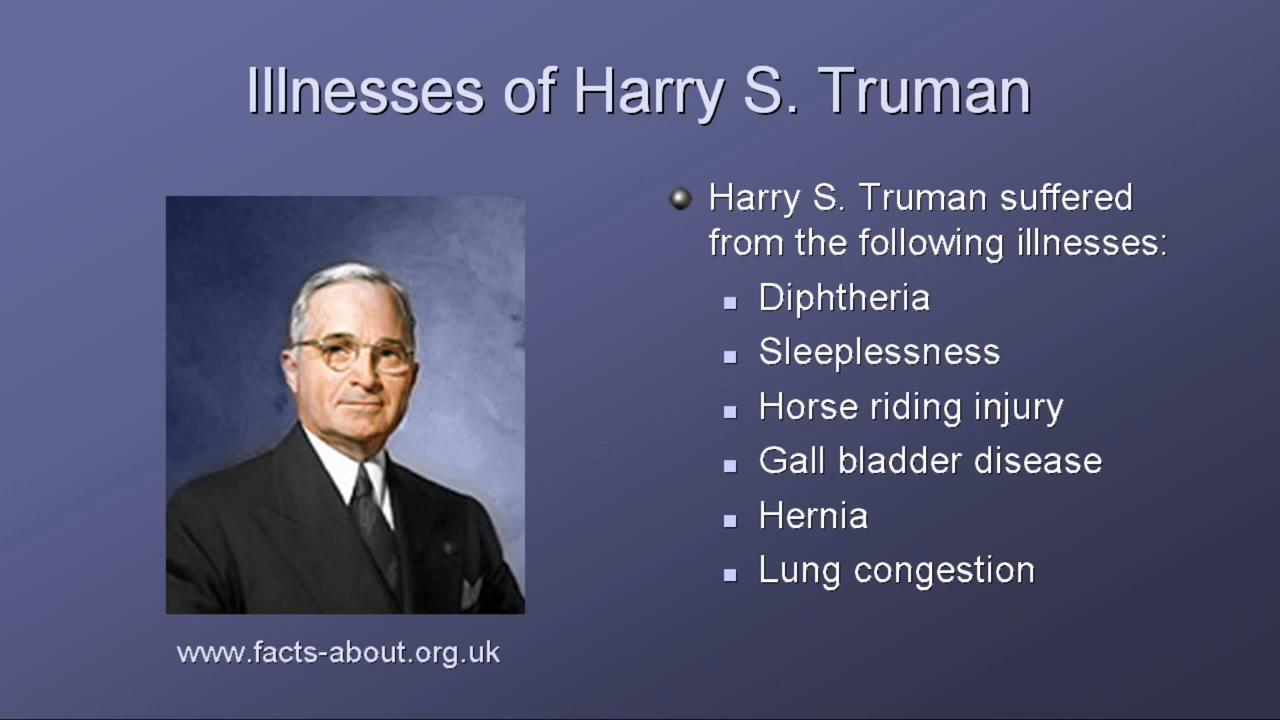 Illnesses of Harry S. Truman
Harry S. Truman suffered
from the following illnesses:
Diphtheria
Sleeplessness
Horse riding injury
Gall bladder disease
Hernia
Lung congestion
www.facts-about.org.uk